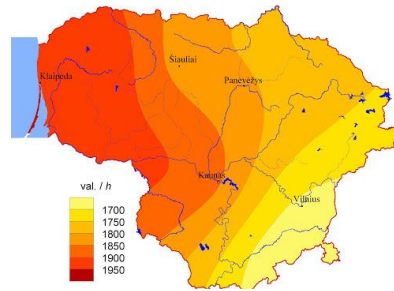 Klaipėda
Šiauliai
Panevėžys
Kaunas
Vilnius
val. / h
1700
1750
1800
1850
1900
1950